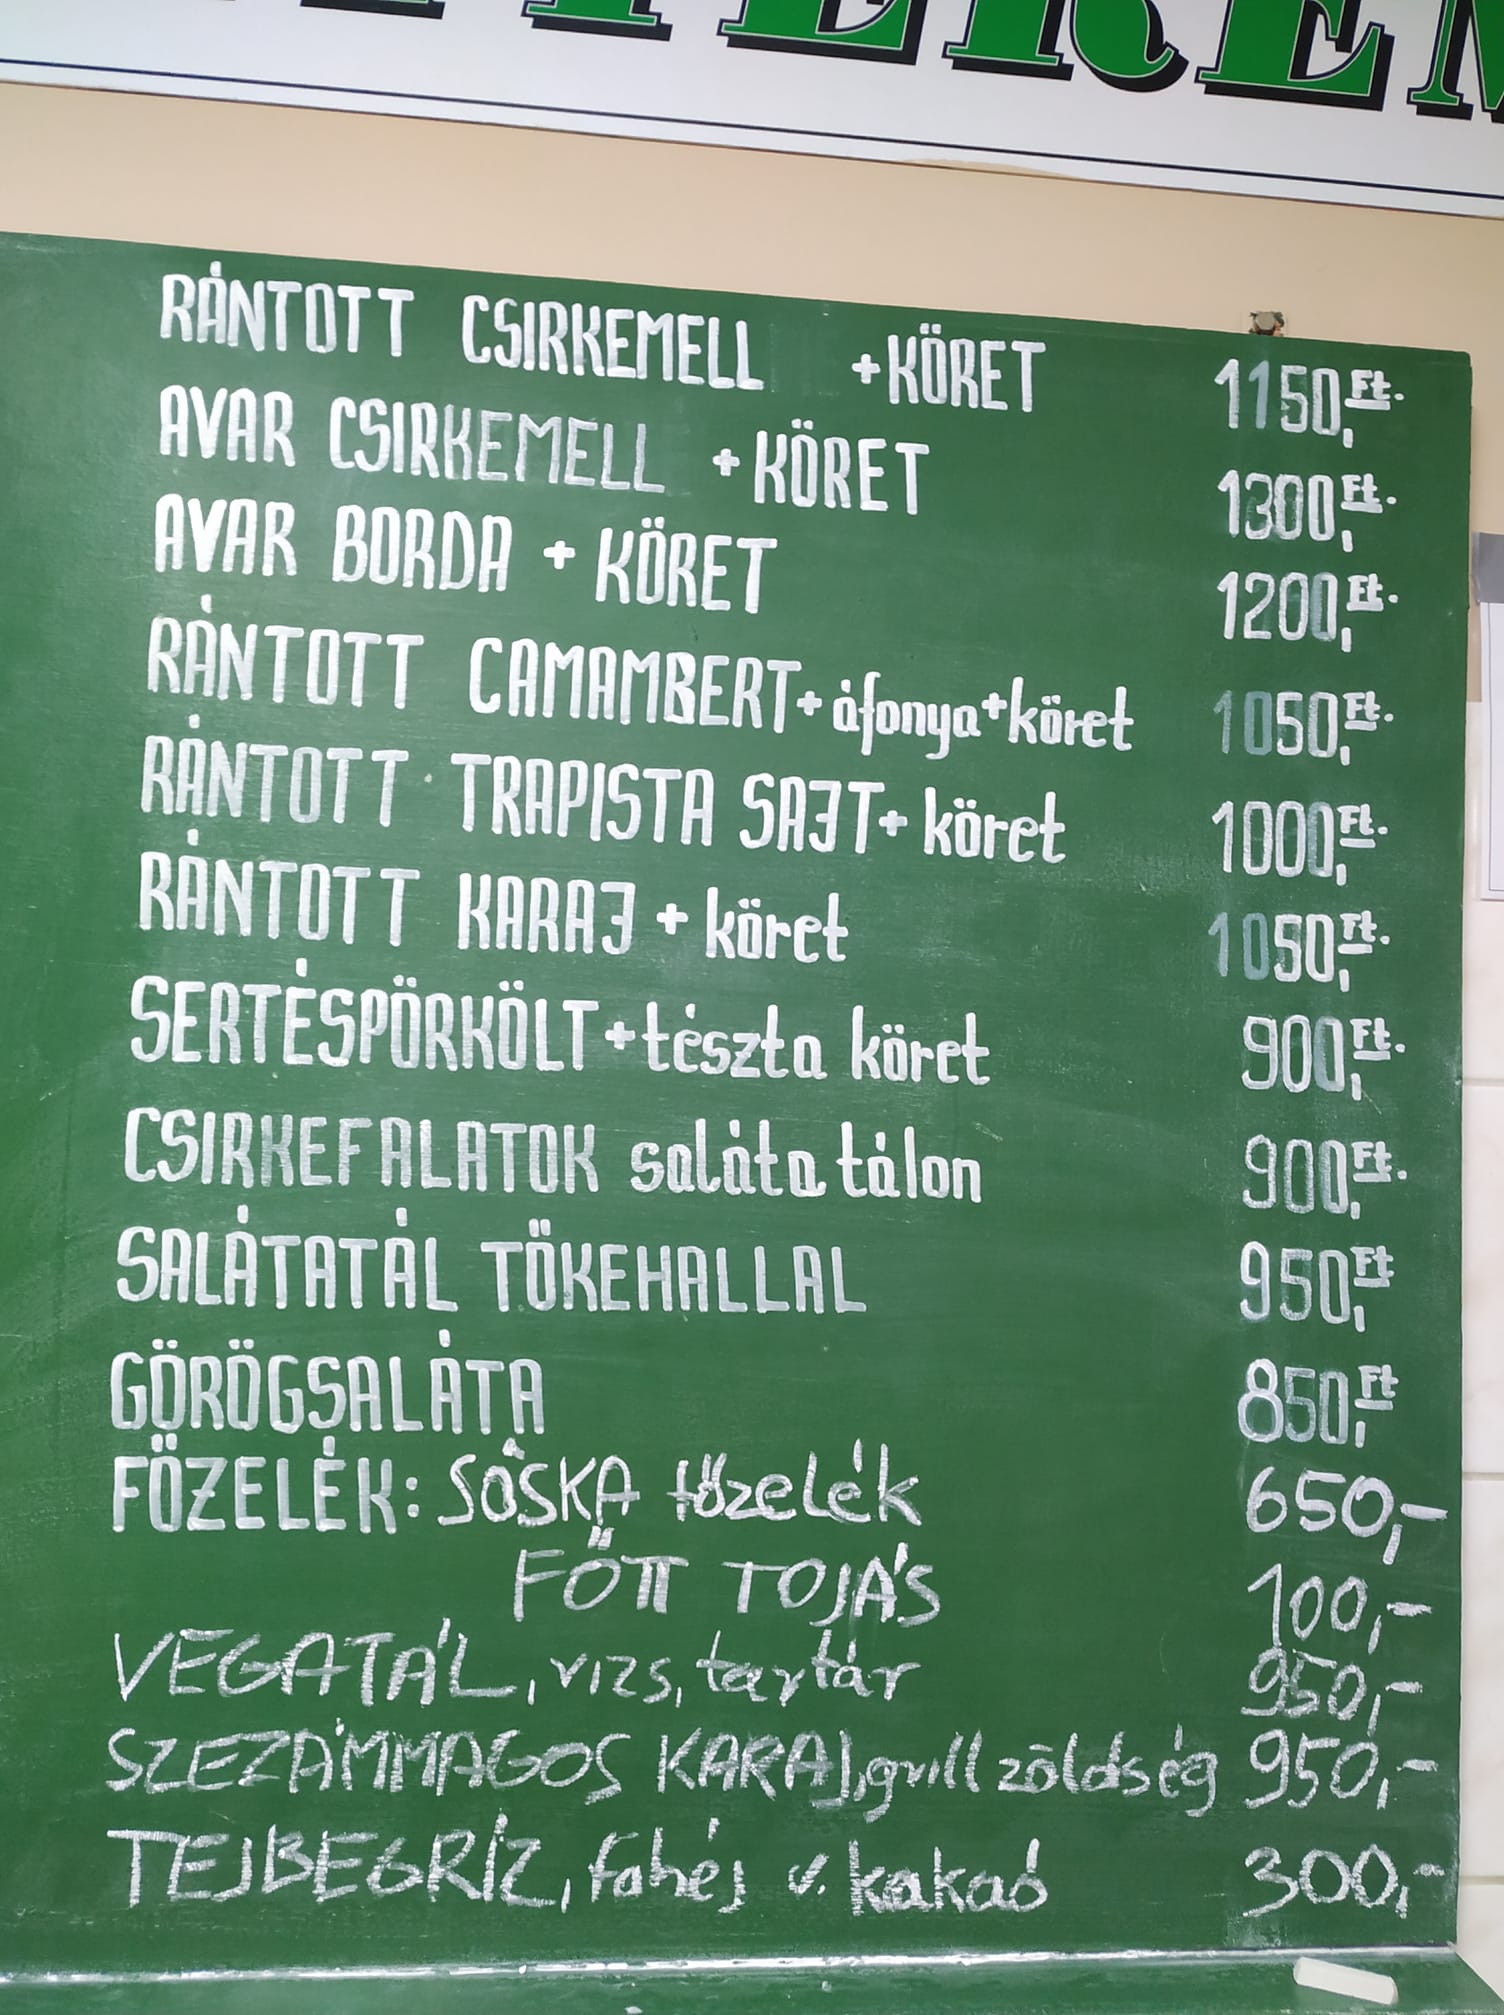 RÁNTOTT CSIRKEMELL +KÖRET 1150,Ft.
AVAR CSIRKEMELL +KÖRET 1300,Ft.
AVAR BORDA + KÖRET 1200,Ft.
RÁNTOTT CAMAMBERT+áfonya+köret 1050,Ft.
RÁNTOTT TRAPISTA SAJT+ köret 1000,Ft.
RÁNTOTT KARAJ + köret 1050,Ft.
SERTÉSPÖRKÖLT+tészta köret 900,Ft.
CSIRKEFALATOK saláta tálon 900,Ft.
SALÁTATÁL TŐKEHALLAL 950,Ft
GÖRÖGSALÁTA 850,Ft
FŐZELÉK: SÓSKA főzelék 650,-
FŐTT TOJÁS 100,-
VEGATÁL, rizs, tartár 950,-
SZEZÁMMAGOS KARAJ, grill zöldség 950,-
TEJBEGRÍZ, fahéj v. kakaó 300,-